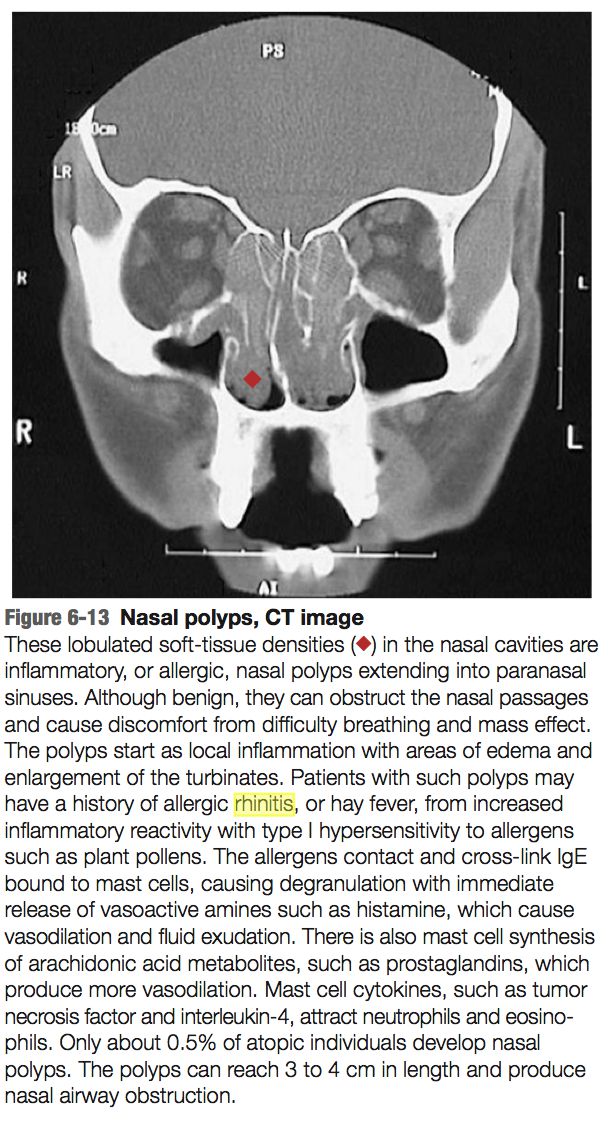 PS
18.0cm
M
LR
R
L
R
L
AI
Figure 6-13 Nasal polyps, CT image
These lobulated soft-tissue densities (♦) in the nasal cavities are
inflammatory, or allergic, nasal polyps extending into paranasal
sinuses. Although benign, they can obstruct the nasal passages
and cause discomfort from difficulty breathing and mass effect.
The polyps start as local inflammation with areas of edema and
enlargement of the turbinates. Patients with such polyps may
have a history of allergic rhinitis, or hay fever, from increased
inflammatory reactivity with type I hypersensitivity to allergens
such as plant pollens. The allergens contact and cross-link IgE
bound to mast cells, causing degranulation with immediate
release of vasoactive amines such as histamine, which cause
vasodilation and fluid exudation. There is also mast cell synthesis
of arachidonic acid metabolites, such as prostaglandins, which
produce more vasodilation. Mast cell cytokines, such as tumor
necrosis factor and interleukin-4, attract neutrophils and eosino-
phils. Only about 0.5% of atopic individuals develop nasal
polyps. The polyps can reach 3 to 4 cm in length and produce
nasal airway obstruction.